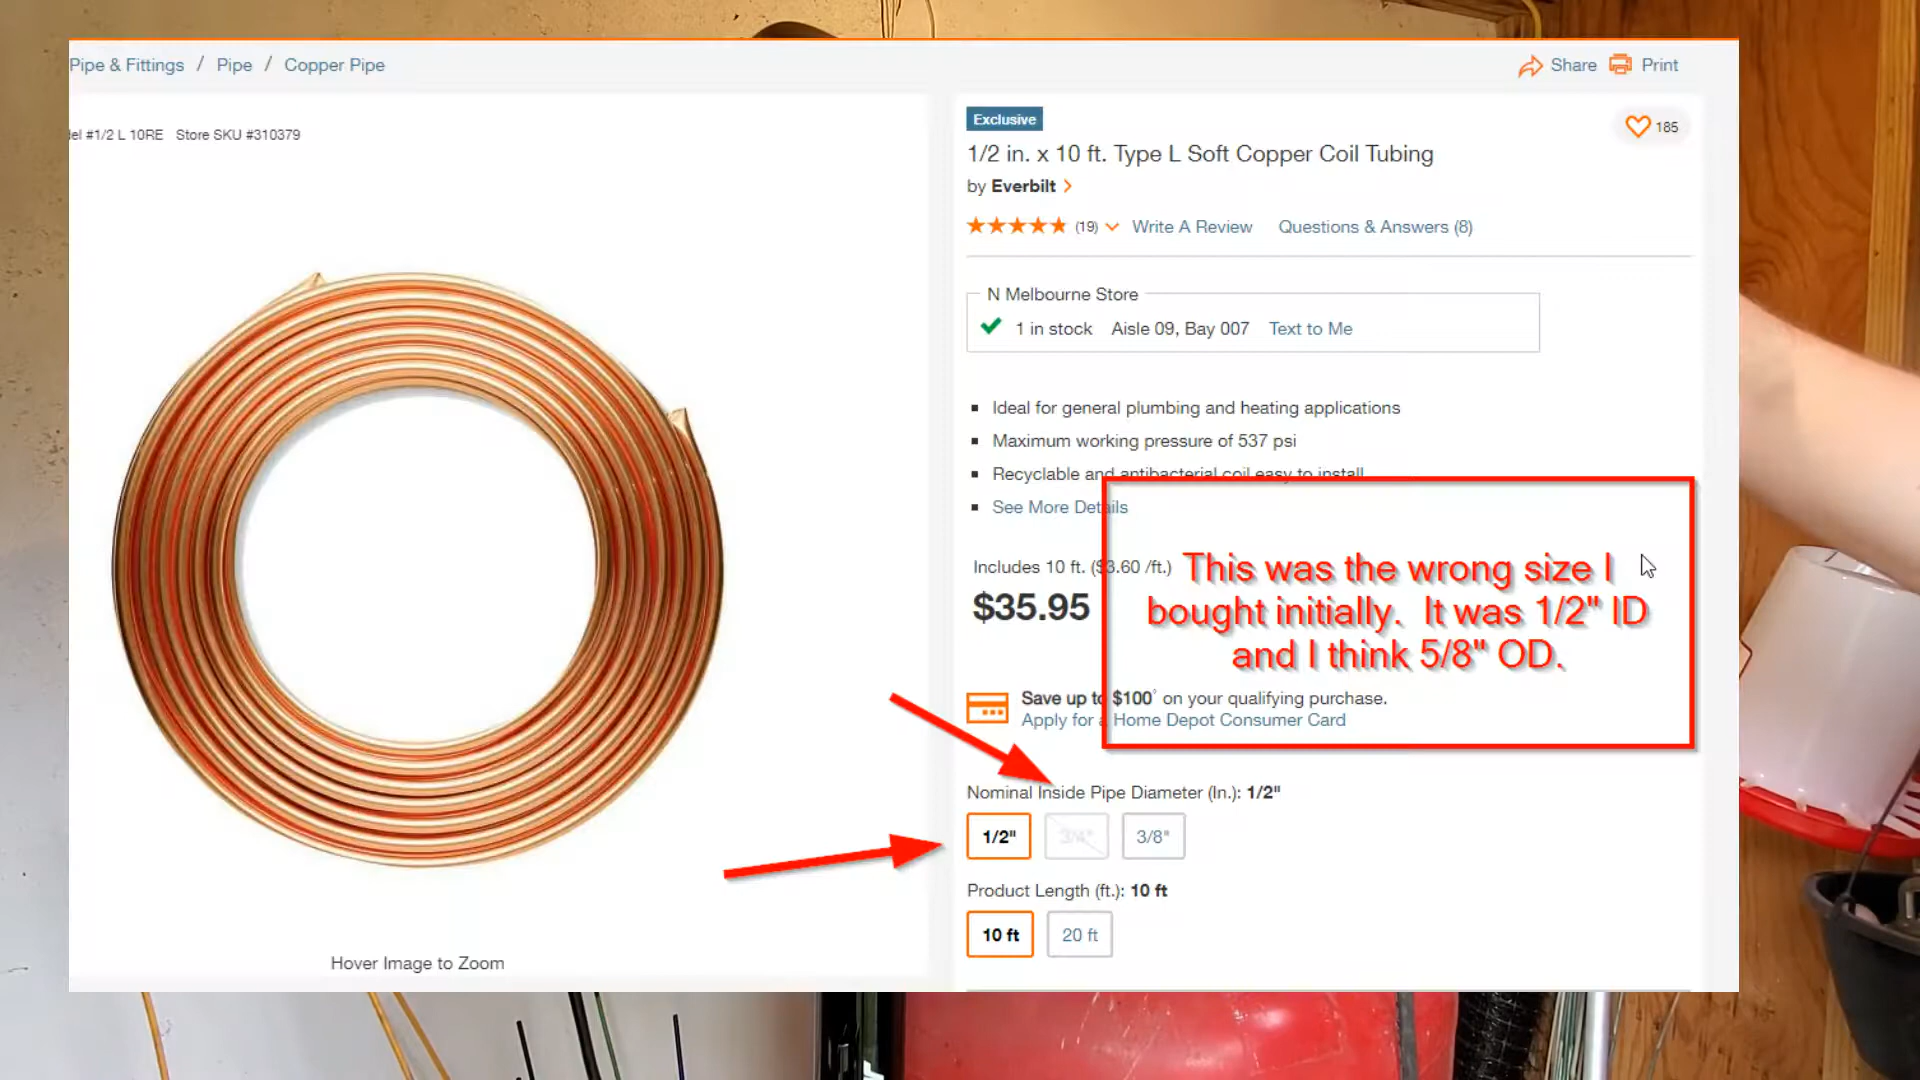 Pipe & Fittings / Pipe / Copper Pipe
Share Print
#1/2 L 10RE Store SKU #310379
Exclusive
185
1/2 in. x 10 ft. Type L Soft Copper Coil Tubing
by Everbilt >
(19) Write A Review Questions & Answers (8)
N Melbourne Store
1 in stock Aisle 09, Bay 007 Text to Me
Ideal for general plumbing and heating applications
Maximum working pressure of 537 psi
Recyclable and antibacterial coil easy to install
See More Details
Includes 10 ft. ($3.60 /ft.)
$35.95
This was the wrong size I
bought initially. It was 1/2" ID
and I think 5/8" OD.
Save up to $100° on your qualifying purchase.
Apply for a Home Depot Consumer Card
Nominal Inside Pipe Diameter (In.): 1/2"
1/2" 3/4" 3/8"
Product Length (ft.): 10 ft
10 ft 20 ft
Hover Image to Zoom